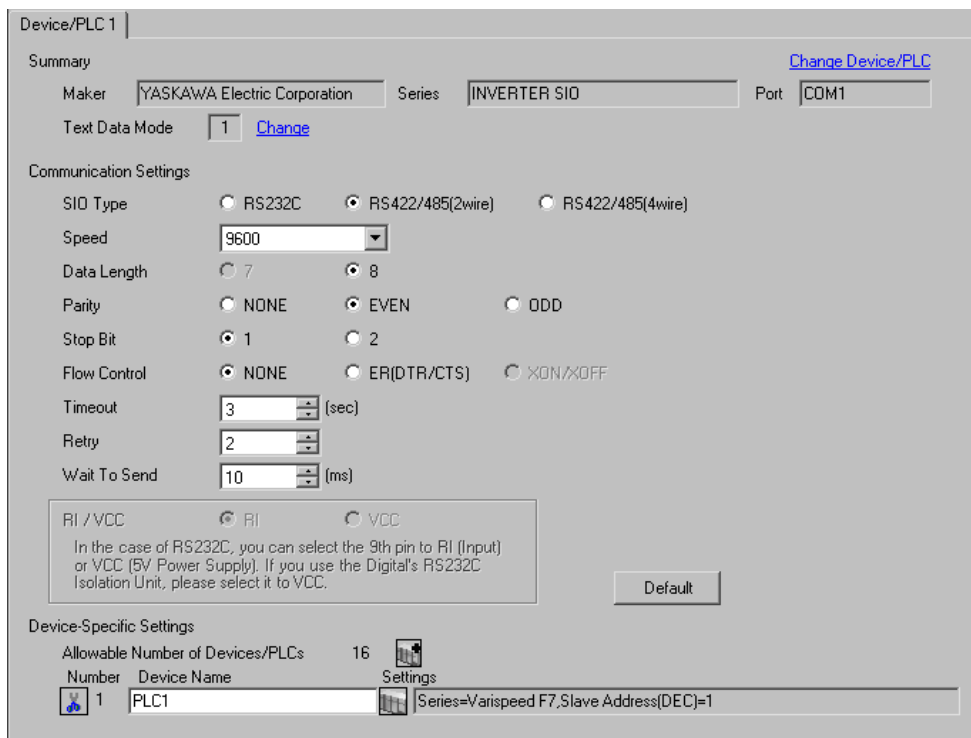 Device/PLC 1
Summary Change Device/PLC
Maker YASKAWA Electric Corporation Series INVERTER SIO Port COM1
Text Data Mode 1 Change
Communication Settings
SIO Type RS232C RS422/485(2wire) RS422/485(4wire)
Speed 9600
Data Length 7 8
Parity NONE EVEN ODD
Stop Bit 1 2
Flow Control NONE ER(DTR/CTS) XON/XOFF
Timeout 3 (sec)
Retry 2
Wait To Send 10 (ms)
RI / VCC RI VCC
In the case of RS232C, you can select the 9th pin to RI (Input)
or VCC (5V Power Supply). If you use the Digital's RS232C
Isolation Unit, please select it to VCC.
Default
Device-Specific Settings
Allowable Number of Devices/PLCs 16
Number Device Name Settings
1 PLC1 Series=Varispeed F7,Slave Address(DEC)=1